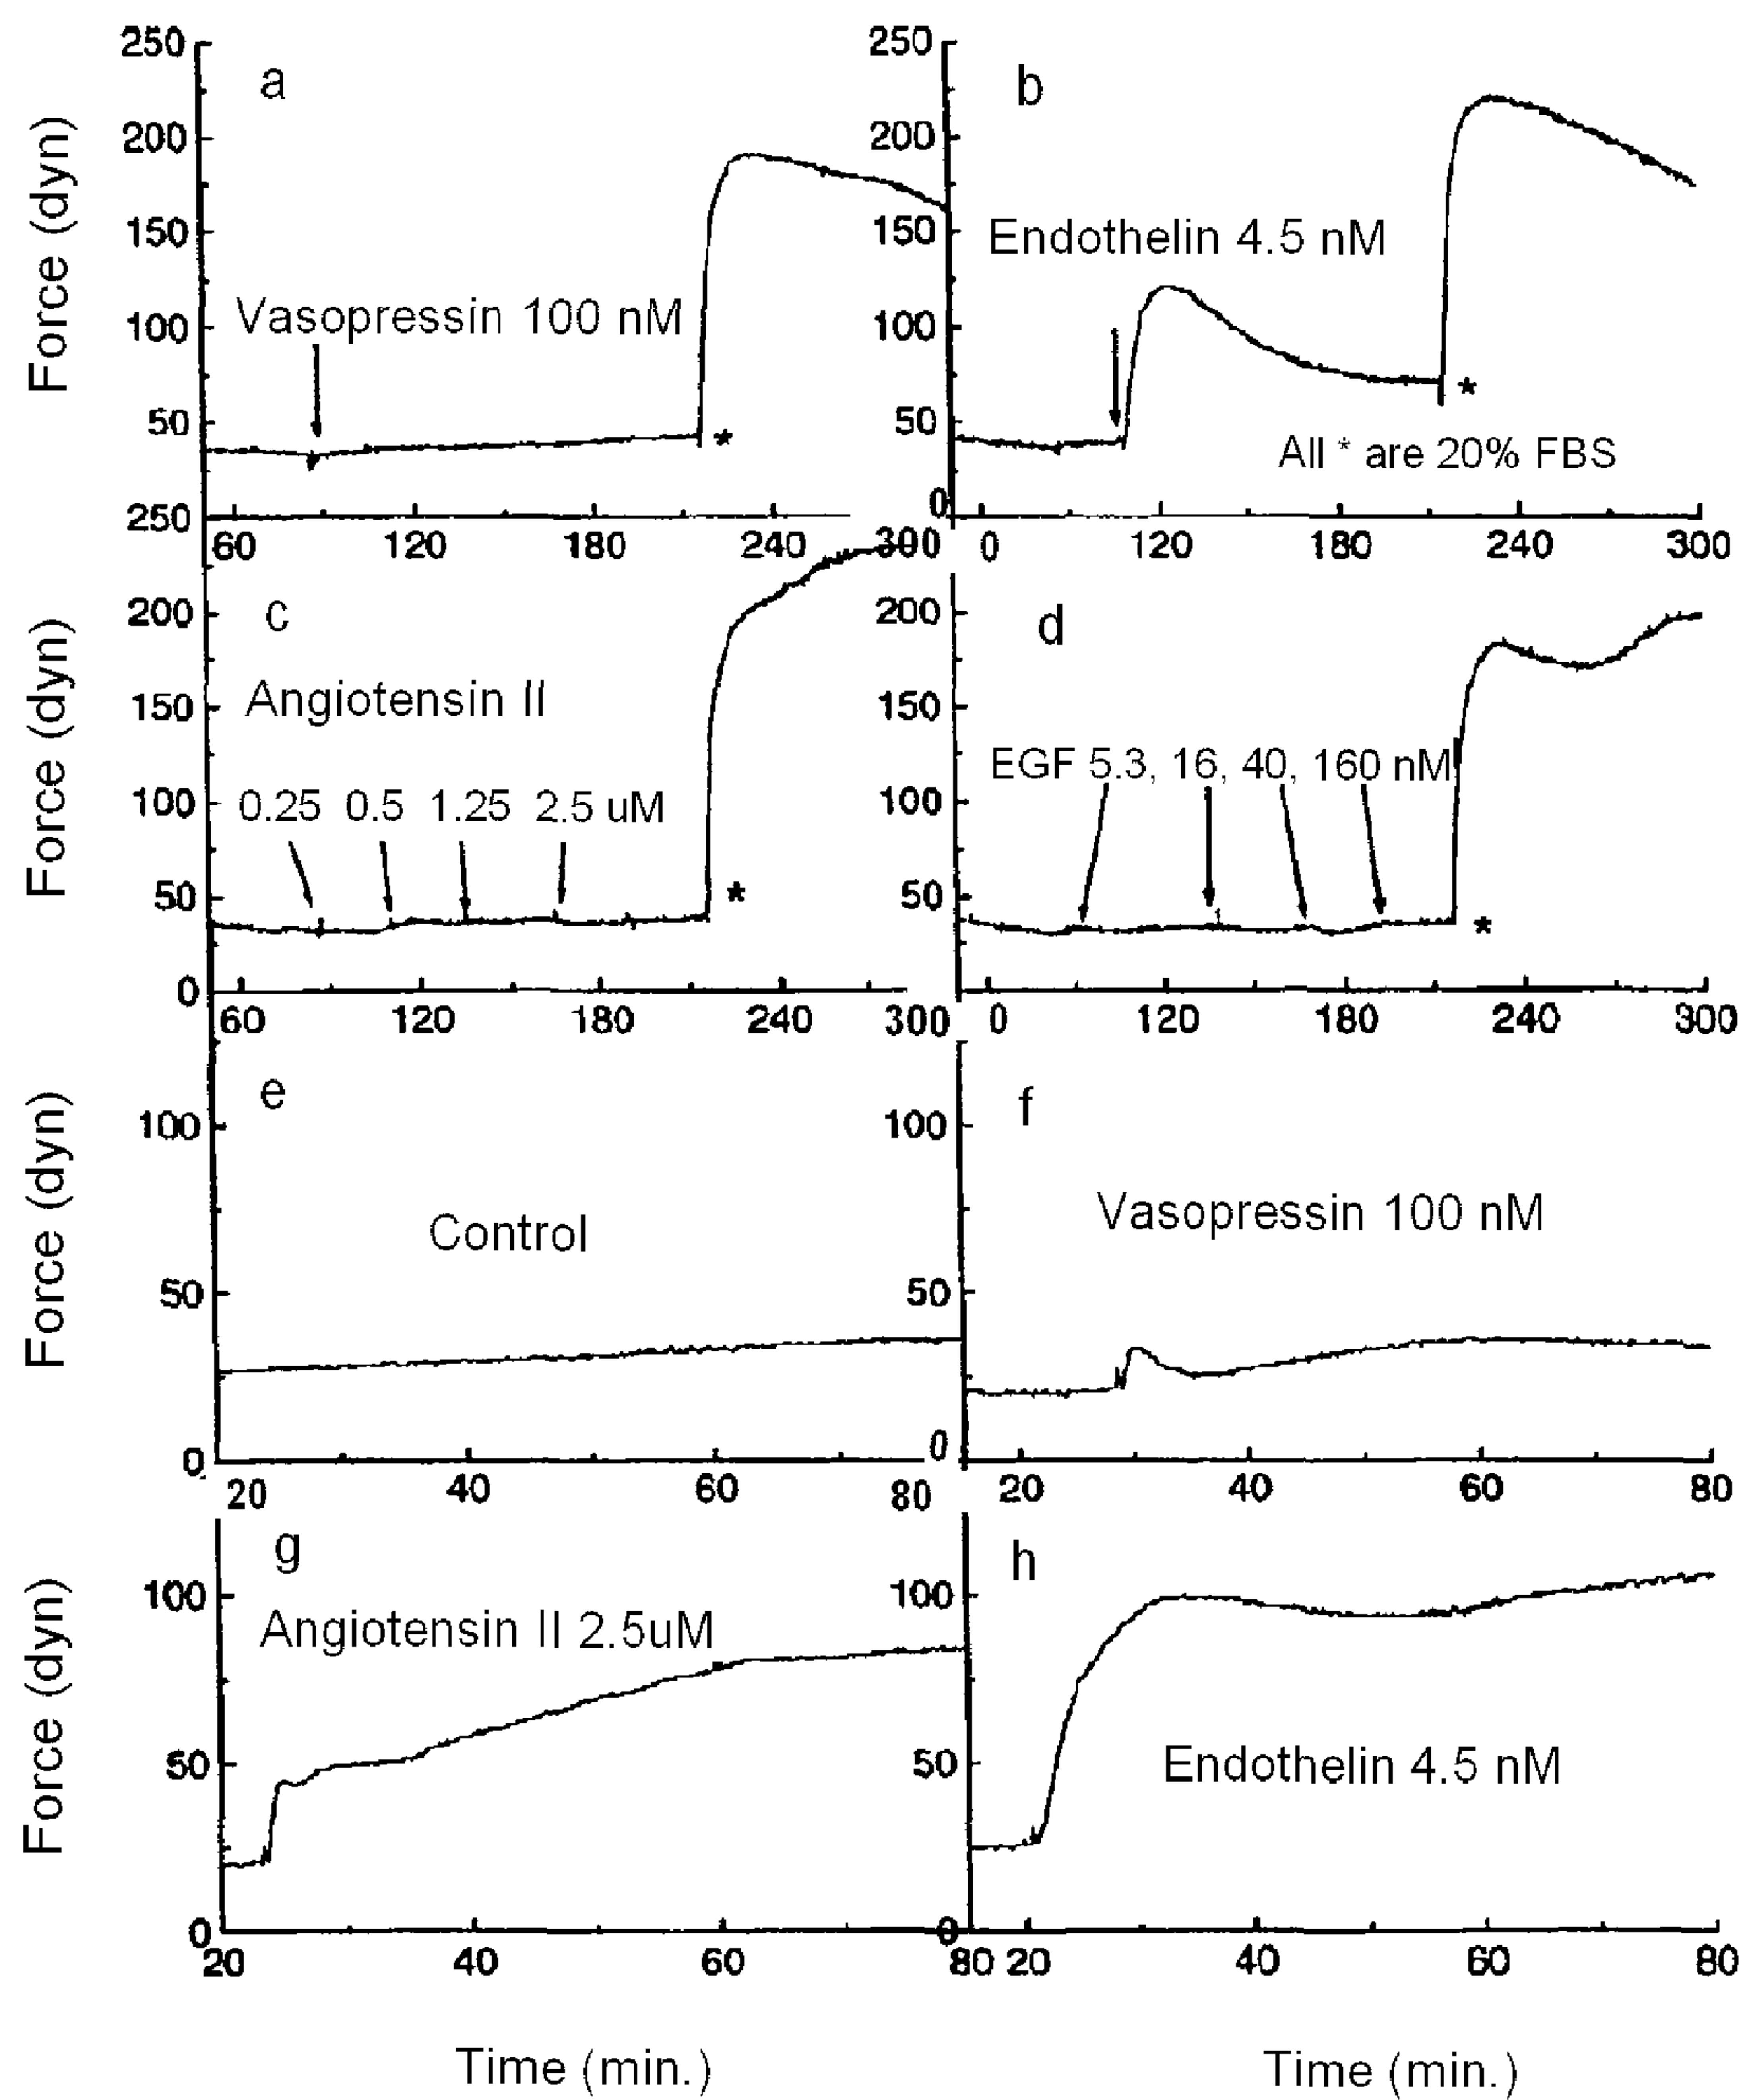 a
250
200
150
100
50
Force (dyn)
Vasopressin 100 nM
*
60 120 180 240 300
b
250
200
150
100
50
0
Endothelin 4.5 nM
*
All * are 20% FBS
0 120 180 240 300
c
250
200
150
100
50
0
Force (dyn)
Angiotensin II
0.25 0.5 1.25 2.5 uM
*
60 120 180 240 300
d
200
150
100
50
EGF 5.3, 16, 40, 160 nM
*
0 120 180 240 300
e
100
50
0
Force (dyn)
Control
20 40 60 80
f
100
50
0
Vasopressin 100 nM
20 40 60 80
g
100
50
0
Force (dyn)
Angiotensin II 2.5uM
20 40 60 80
h
100
50
0
Endothelin 4.5 nM
20 40 60 80
Time (min.)
Time (min.)